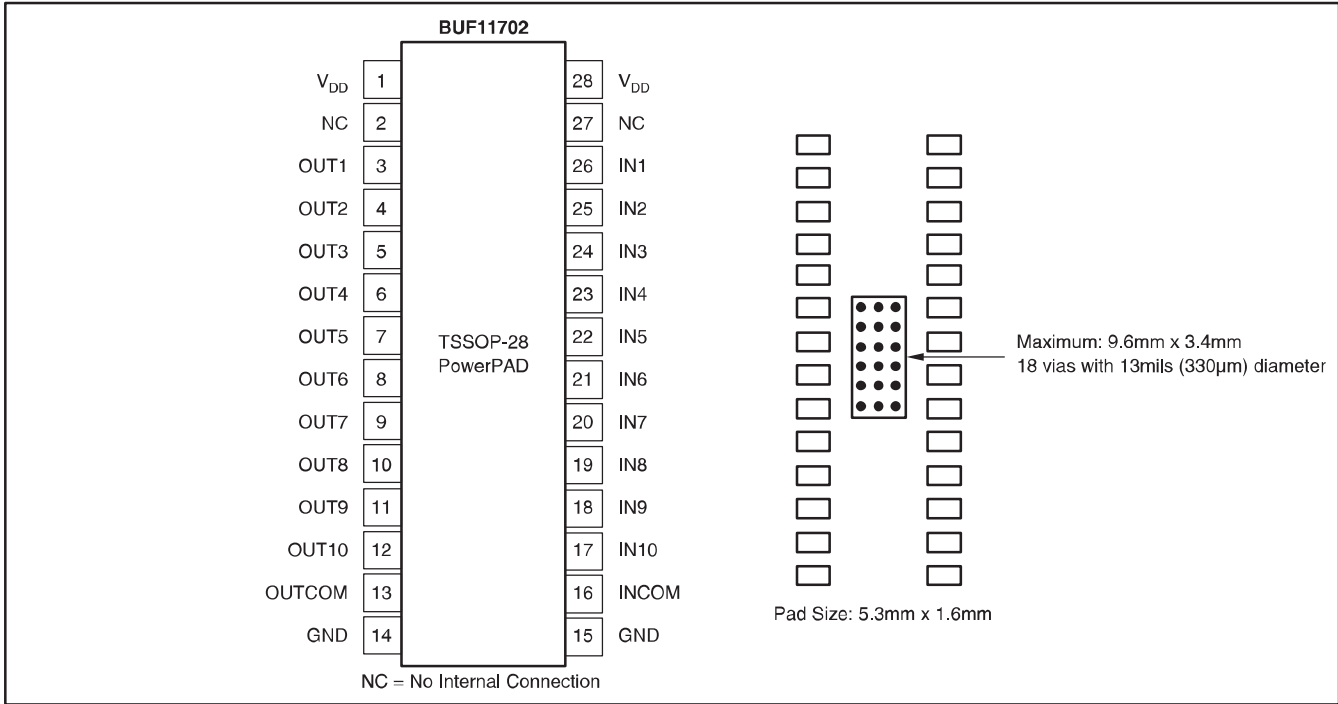 BUF11702
V_DD 1 28 V_DD
NC 2 27 NC
OUT1 3 26 IN1
OUT2 4 25 IN2
OUT3 5 24 IN3
OUT4 6 23 IN4
OUT5 7 22 IN5
OUT6 8 21 IN6
OUT7 9 20 IN7
OUT8 10 19 IN8
OUT9 11 18 IN9
OUT10 12 17 IN10
OUTCOM 13 16 INCOM
GND 14 15 GND
TSSOP-28
PowerPAD
NC = No Internal Connection
Maximum: 9.6mm x 3.4mm
18 vias with 13mils (330μm) diameter
Pad Size: 5.3mm x 1.6mm